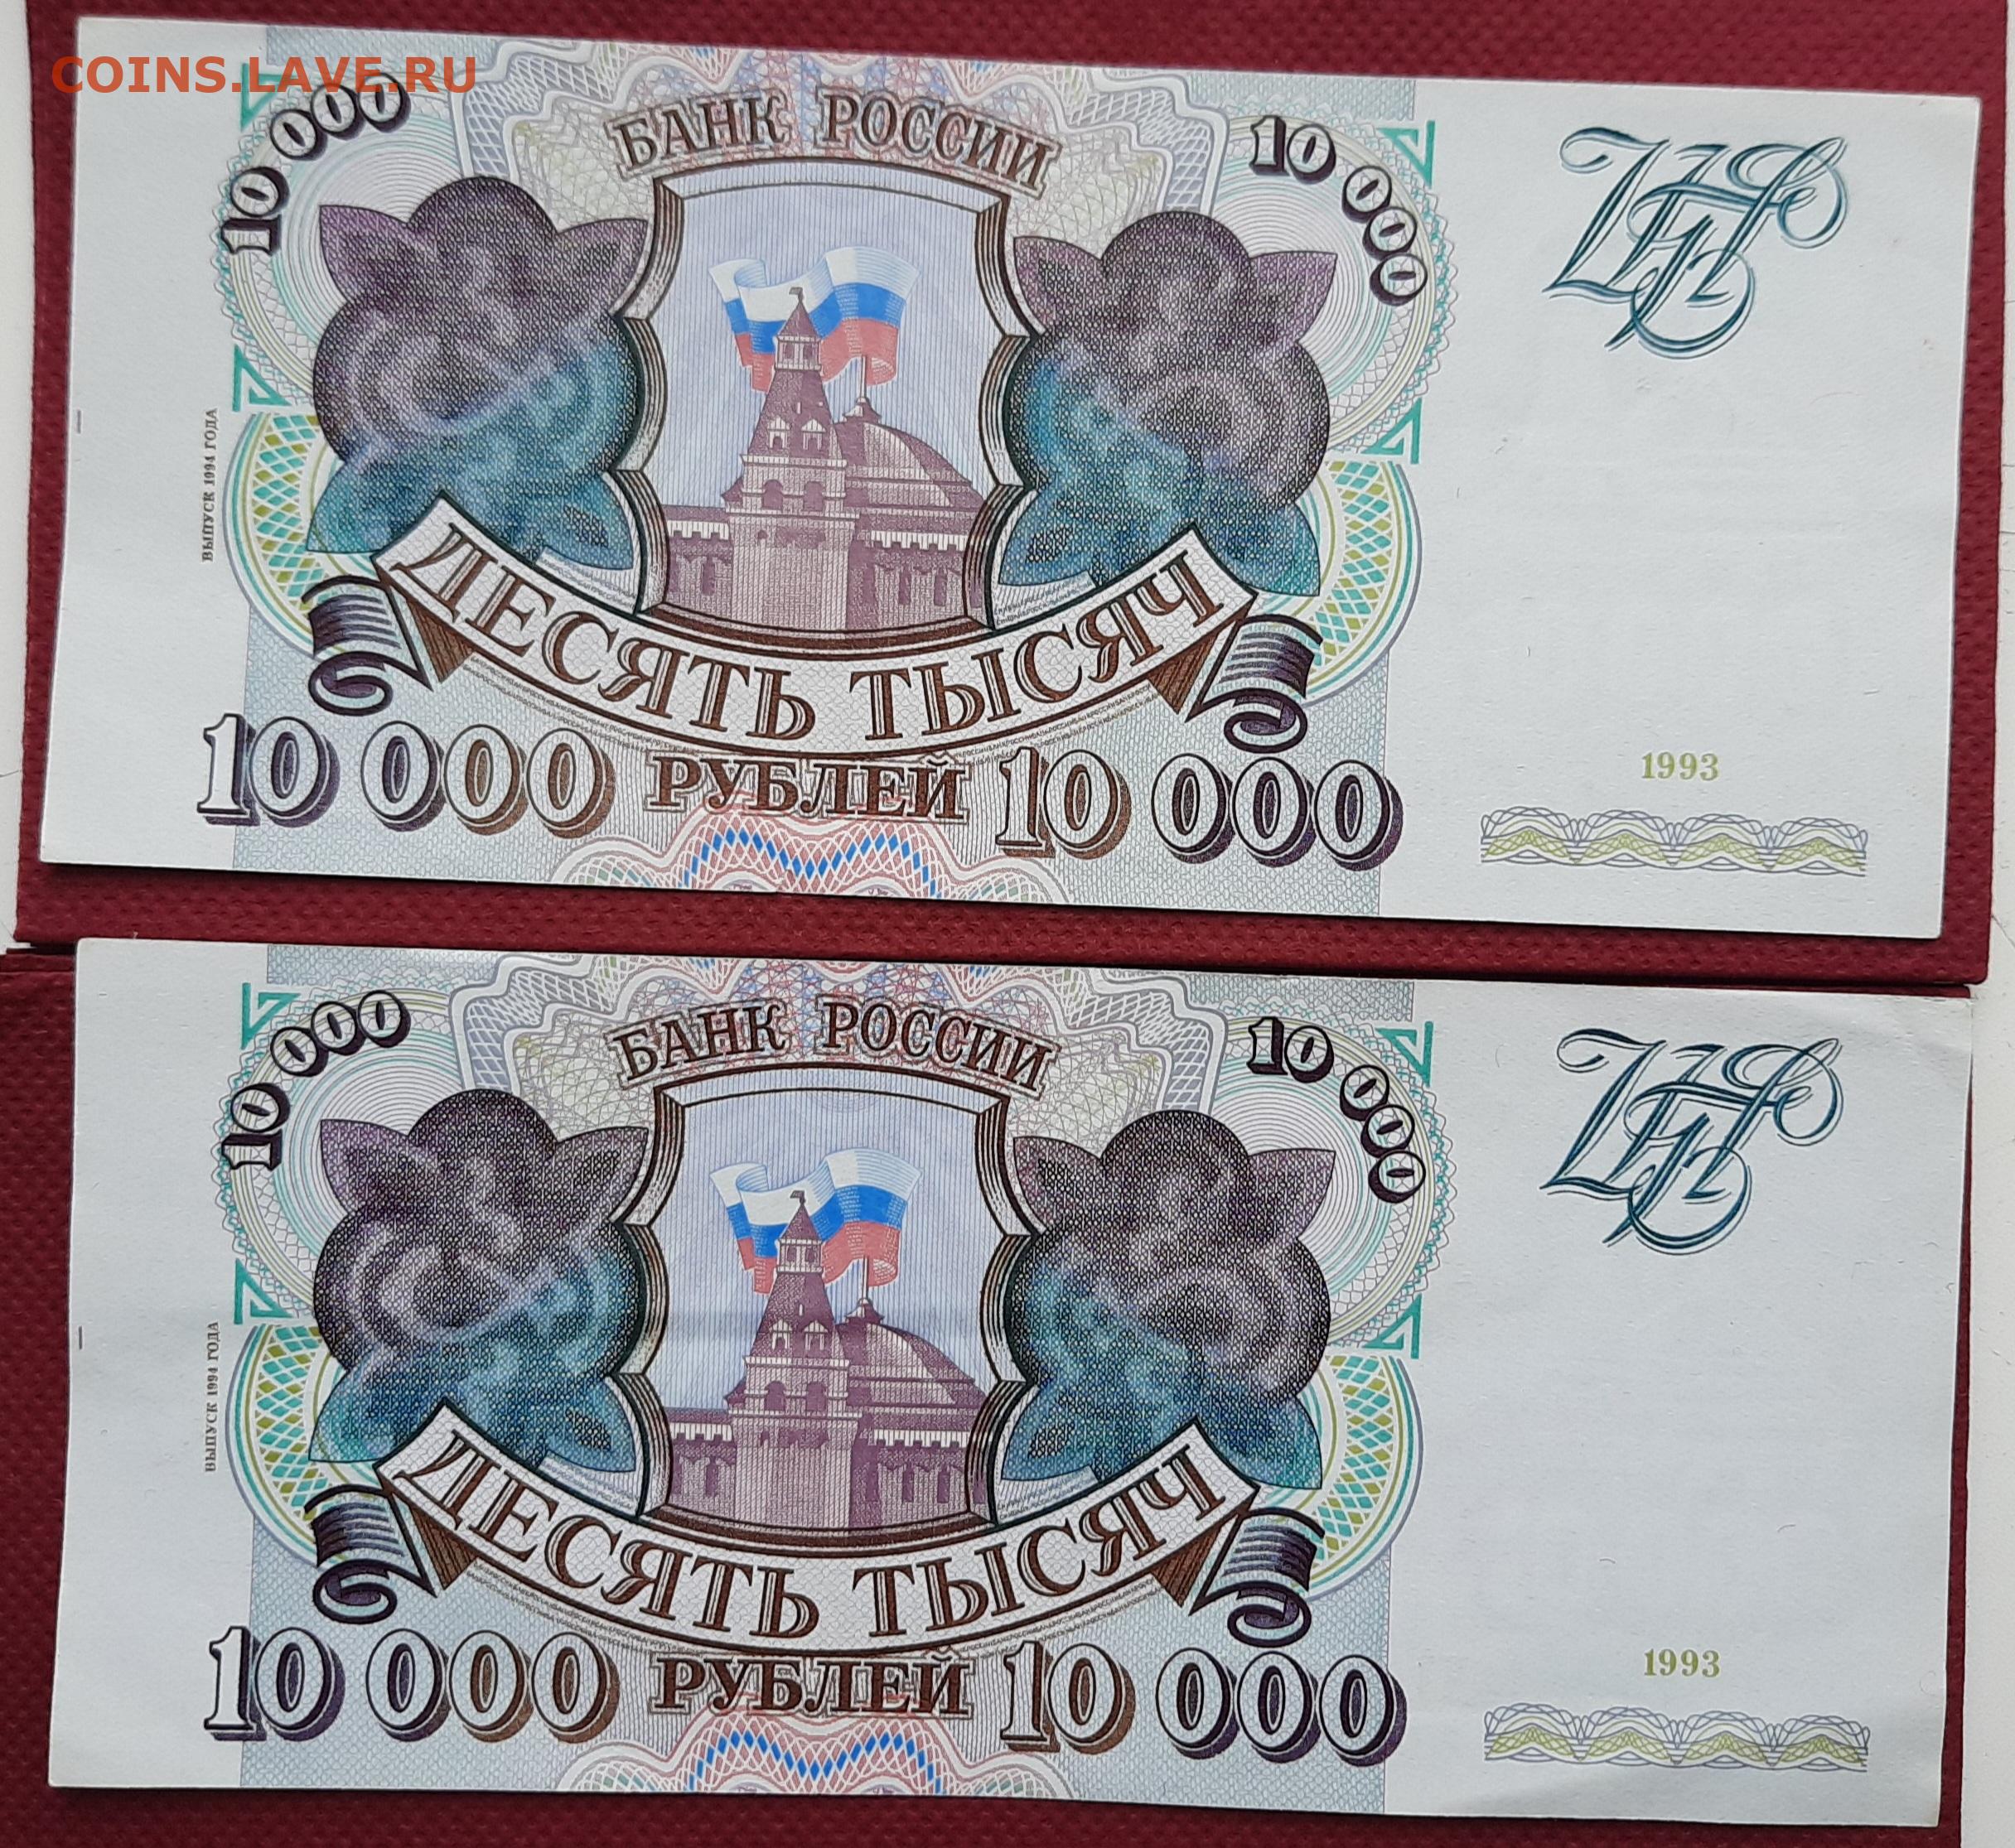 COINS.LAVE.RU
10 000
БАНК РОССИИ
10 000
ВЫПУСК 1994 ГОДА
ДЕСЯТЬ ТЫСЯЧ
10 000 РУБЛЕЙ 10 000
1993
10 000
БАНК РОССИИ
10 000
ВЫПУСК 1994 ГОДА
ДЕСЯТЬ ТЫСЯЧ
10 000 РУБЛЕЙ 10 000
1993